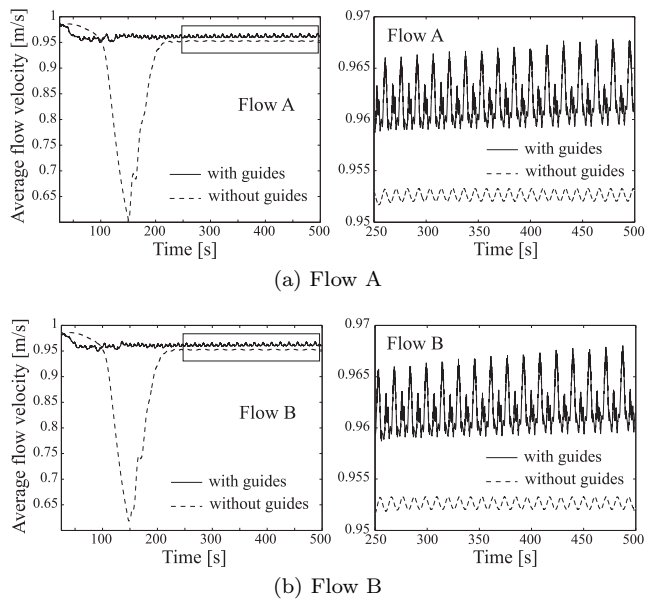 Average flow velocity [m/s]
1
0.95
0.9
0.85
0.8
0.75
0.7
0.65
Flow A
with guides
without guides
100 200 300 400 500
Time [s]
0.97
0.965
0.96
0.955
0.95
Flow A
with guides
without guides
250 300 350 400 450 500
Time [s]
(a) Flow A
Average flow velocity [m/s]
1
0.95
0.9
0.85
0.8
0.75
0.7
0.65
Flow B
with guides
without guides
100 200 300 400 500
Time [s]
0.97
0.965
0.96
0.955
0.95
Flow B
with guides
without guides
250 300 350 400 450 500
Time [s]
(b) Flow B